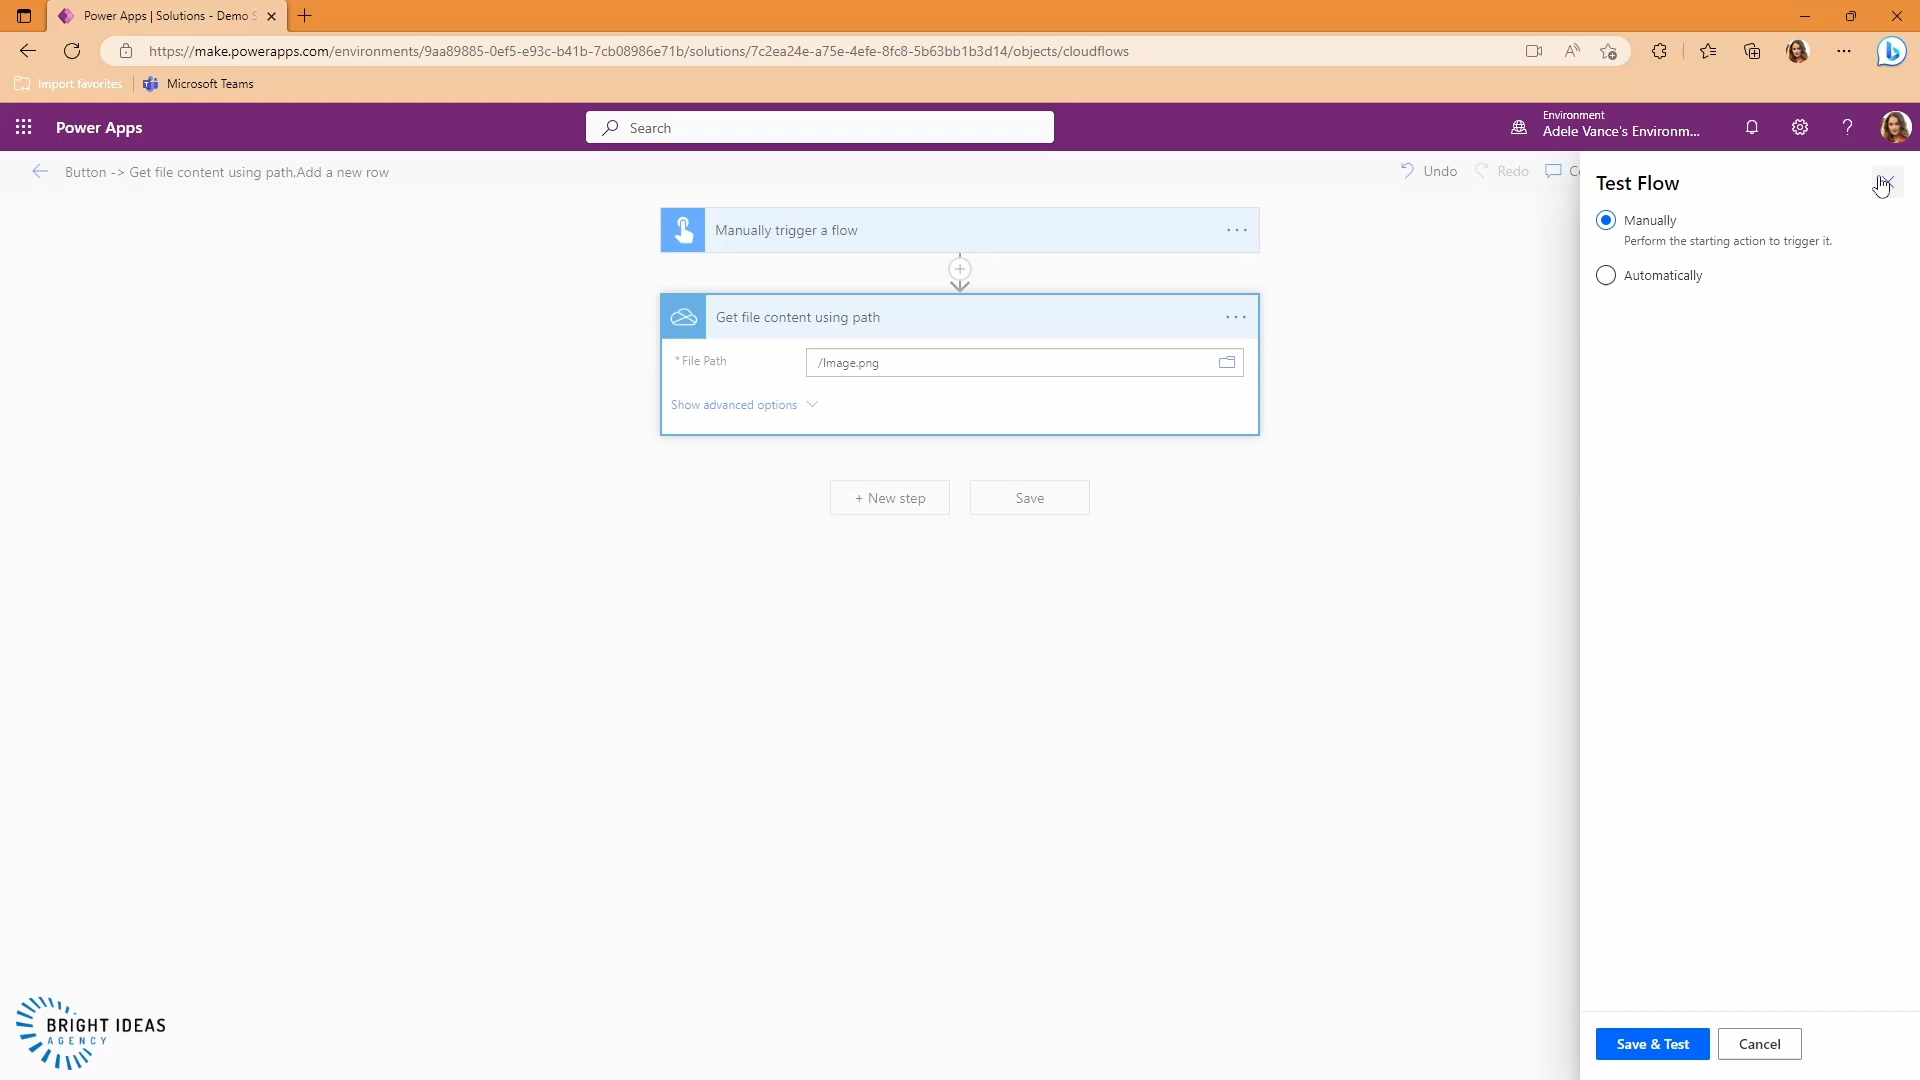 Power Apps | Solutions - Demo S
https://make.powerapps.com/environments/9aa89885-0ef5-e93c-b41b-7cb08986e71b/solutions/7c2ea24e-a75e-4efe-8fc8-5b63bb1b3d14/objects/cloudflows
Import favorites
Microsoft Teams
Power Apps
Search
Environment
Adele Vance's Environm...
Button -> Get file content using path,Add a new row
Undo
Redo
Test Flow
Manually
Perform the starting action to trigger it.
Automatically
Manually trigger a flow
Get file content using path
* File Path
/Image.png
Show advanced options
+ New step
Save
BRIGHT IDEAS
AGENCY
Save & Test
Cancel